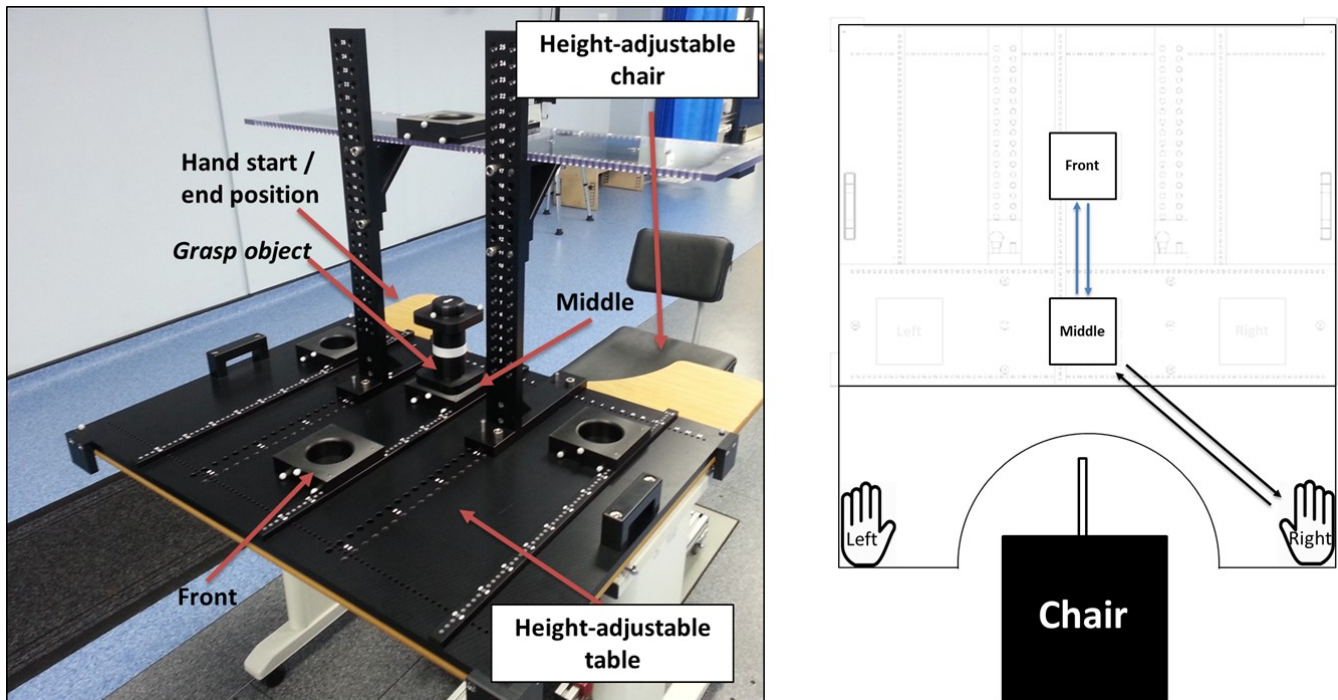 Height-adjustable
chair
Hand start /
end position
Grasp object
Middle
Front
Height-adjustable
table
Front
Left
Middle
Right
Left
Right
Chair